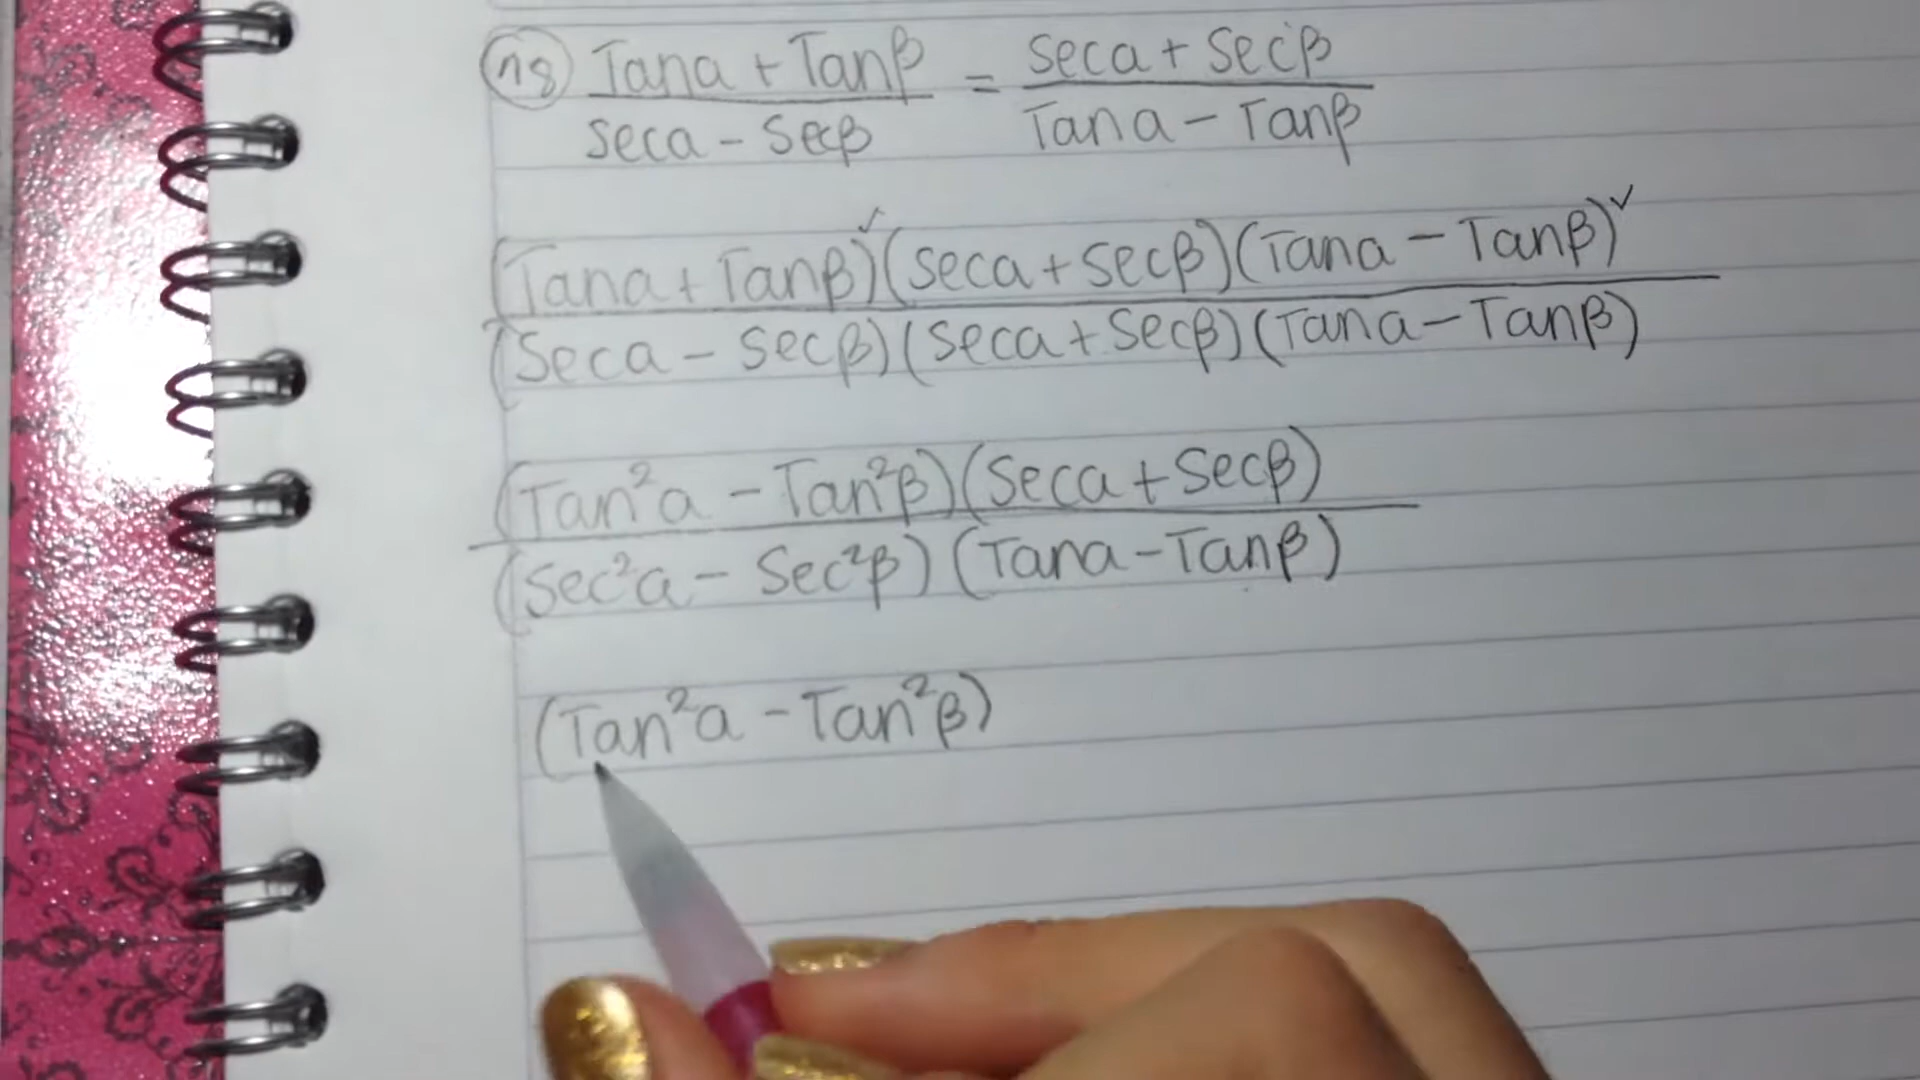 18 Tana + Tanβ = seca + Secβ
seca - Secβ Tana - Tanβ
(Tana + Tanβ)✓(seca + secβ)(Tana - Tanβ)✓
(Seca - secβ)(seca + Secβ)(Tana - Tanβ)
(Tan²a - Tan²β)(Seca + Secβ)
(Sec²a - Sec²β)(Tana - Tanβ)
(Tan²a - Tan²β)